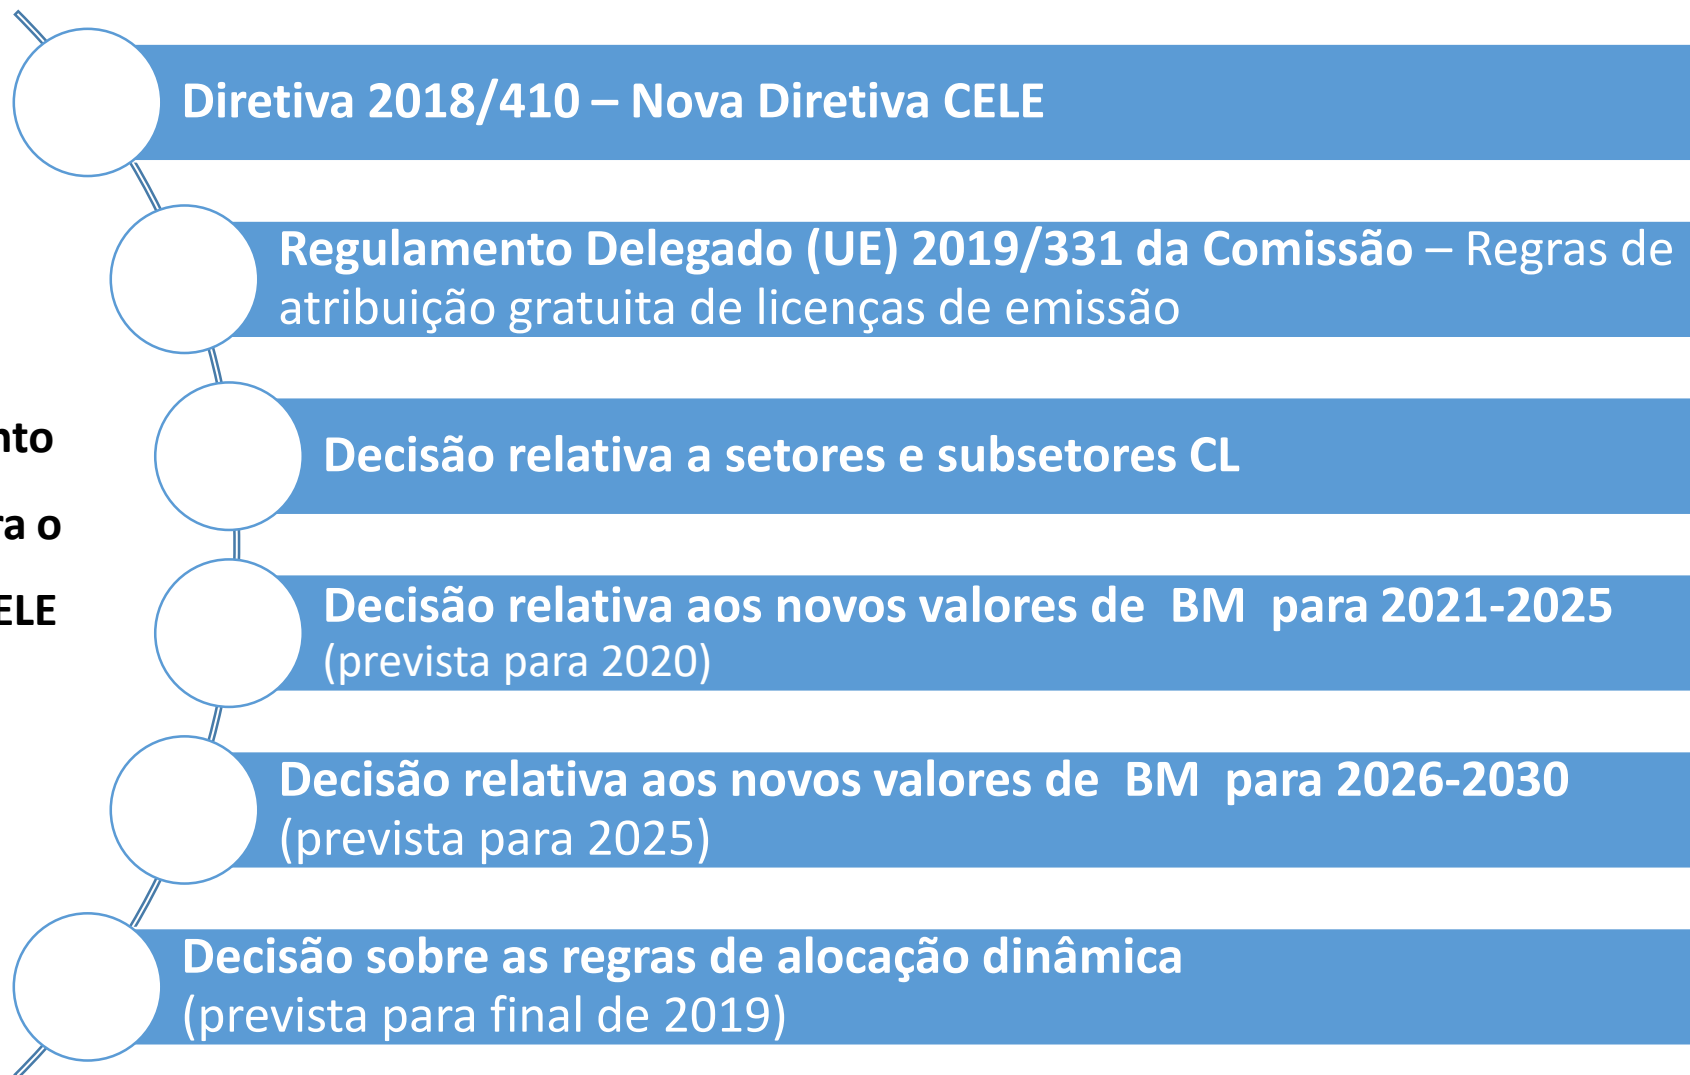 Diretiva 2018/410 – Nova Diretiva CELE
Regulamento Delegado (UE) 2019/331 da Comissão – Regras de
atribuição gratuita de licenças de emissão
nto
ra o
ELE
Decisão relativa a setores e subsetores CL
Decisão relativa aos novos valores de BM para 2021-2025
(prevista para 2020)
Decisão relativa aos novos valores de BM para 2026-2030
(prevista para 2025)
Decisão sobre as regras de alocação dinâmica
(prevista para final de 2019)